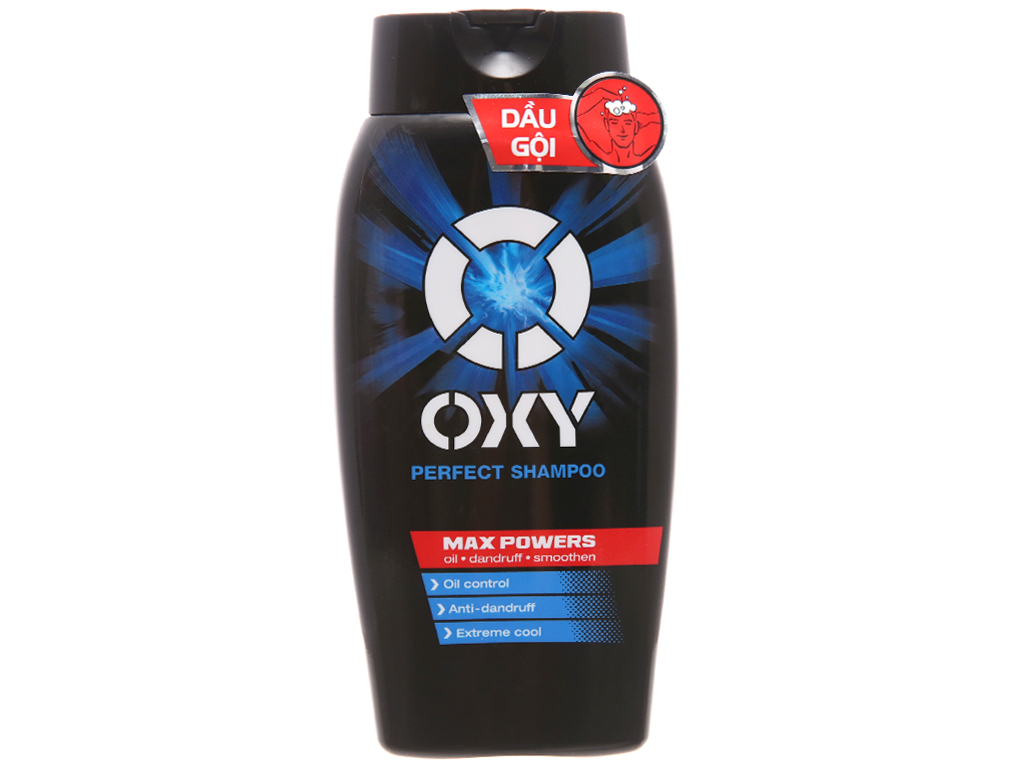 DẦU
GỘI
OXY
PERFECT SHAMPOO
MAX POWERS
oil • dandruff • smoothen
❯ Oil control
❯ Anti-dandruff
❯ Extreme cool